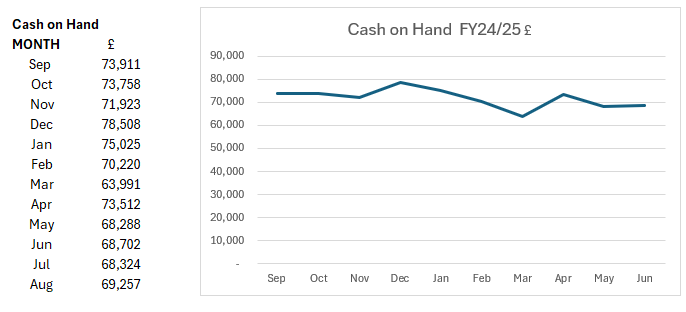 Cash on Hand
MONTH £
Sep 73,911
Oct 73,758
Nov 71,923
Dec 78,508
Jan 75,025
Feb 70,220
Mar 63,991
Apr 73,512
May 68,288
Jun 68,702
Jul 68,324
Aug 69,257
Cash on Hand FY24/25 £
90,000
80,000
70,000
60,000
50,000
40,000
30,000
20,000
10,000
-
Sep Oct Nov Dec Jan Feb Mar Apr May Jun